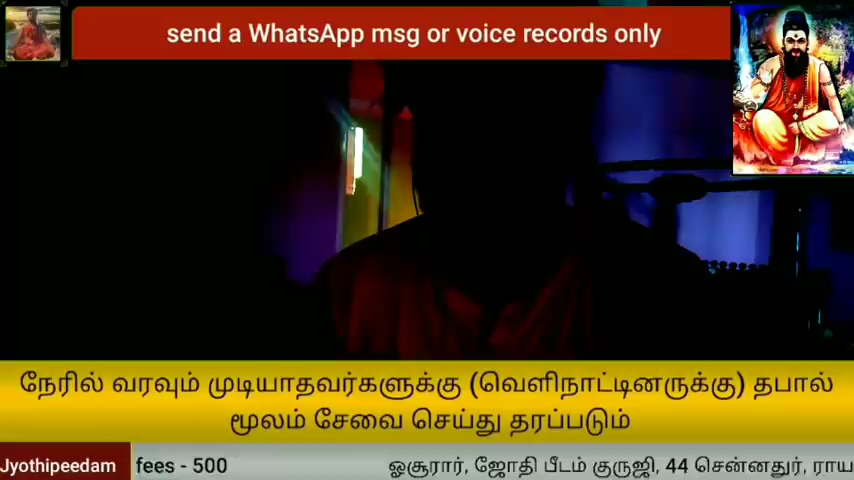 send a WhatsApp msg or voice records only
நேரில் வரவும் முடியாதவர்களுக்கு (வெளிநாட்டினருக்கு) தபால்
மூலம் சேவை செய்து தரப்படும்
Jyothipeedam fees - 500 ஓசூரார், ஜோதி பீடம் குருஜி, 44 சென்னதுர், ராய